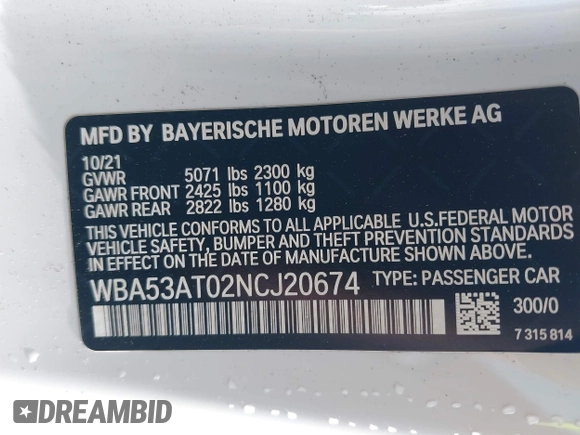 MFD BY BAYERISCHE MOTOREN WERKE AG
10/21
GVWR 5071 lbs 2300 kg
GAWR FRONT 2425 lbs 1100 kg
GAWR REAR 2822 lbs 1280 kg
THIS VEHICLE CONFORMS TO ALL APPLICABLE U.S.FEDERAL MOTOR
VEHICLE SAFETY, BUMPER AND THEFT PREVENTION STANDARDS
IN EFFECT ON THE DATE OF MANUFACTURE SHOWN ABOVE.
WBA53AT02NCJ20674 TYPE: PASSENGER CAR
300/0
7 315 814
DREAMBID